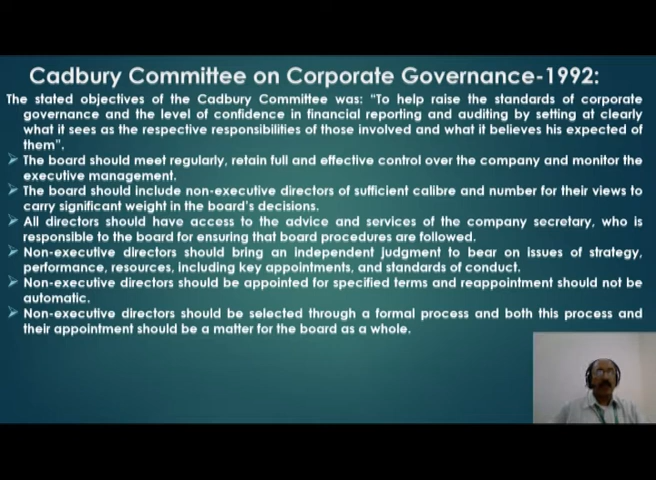 Cadbury Committee on Corporate Governance-1992:
The stated objectives of the Cadbury Committee was: "To help raise the standards of corporate
governance and the level of confidence in financial reporting and auditing by setting at clearly
what it sees as the respective responsibilities of those involved and what it believes his expected of
them".
The board should meet regularly, retain full and effective control over the company and monitor the
executive management.
The board should include non-executive directors of sufficient calibre and number for their views to
carry significant weight in the board's decisions.
All directors should have access to the advice and services of the company secretary, who is
responsible to the board for ensuring that board procedures are followed.
Non-executive directors should bring an independent judgment to bear on issues of strategy,
performance, resources, including key appointments, and standards of conduct.
Non-executive directors should be appointed for specified terms and reappointment should not be
automatic.
Non-executive directors should be selected through a formal process and both this process and
their appointment should be a matter for the board as a whole.